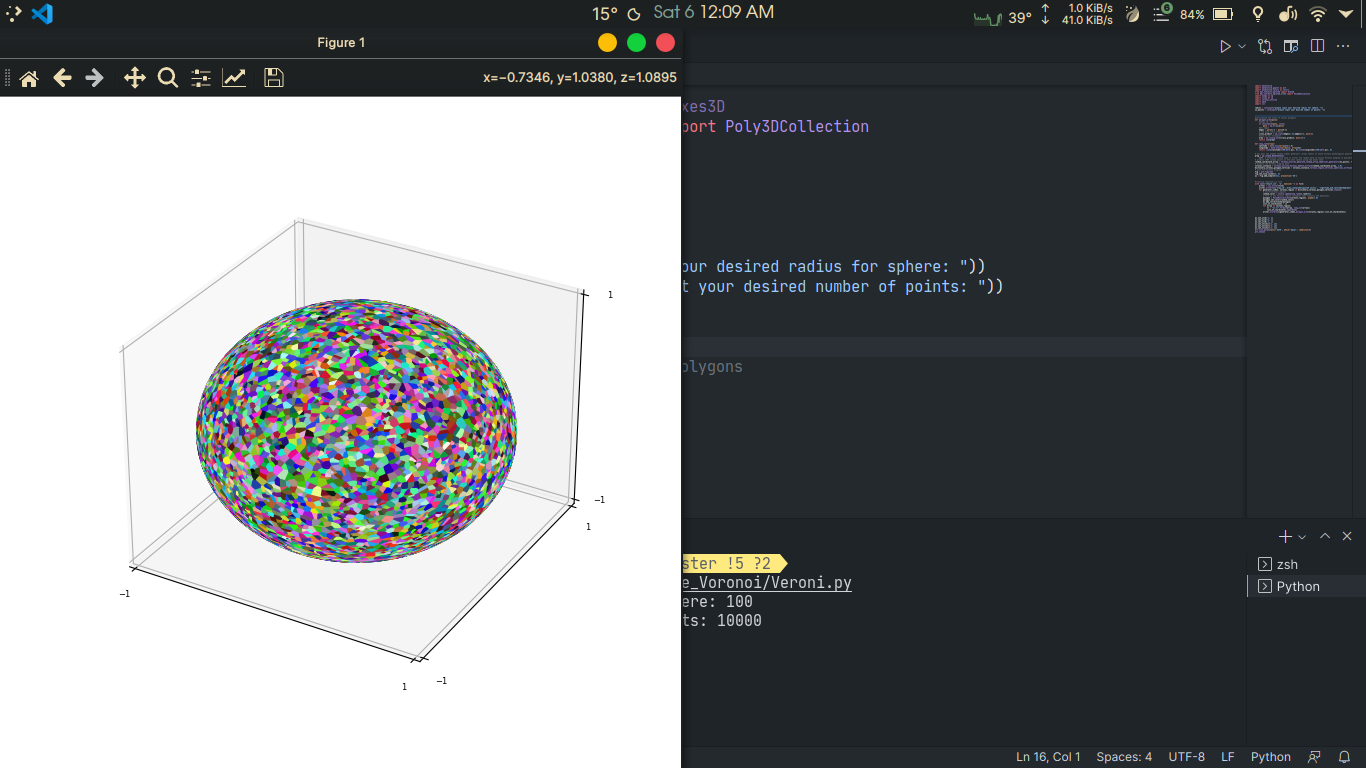 15° Sat 6 12:09 AM 39° 1.0 KiB/s 6 84%
41.0 KiB/s
Figure 1
x=−0.7346, y=1.0380, z=1.0895
xes3D
port Poly3DCollection
our desired radius for sphere: "))
t your desired number of points: "))
olygons
1
−1
1
−1
1
−1
ster !5 ?2
e_Voronoi/Veroni.py
ere: 100
ts: 10000
zsh
Python
Ln 16, Col 1 Spaces: 4 UTF-8 LF Python